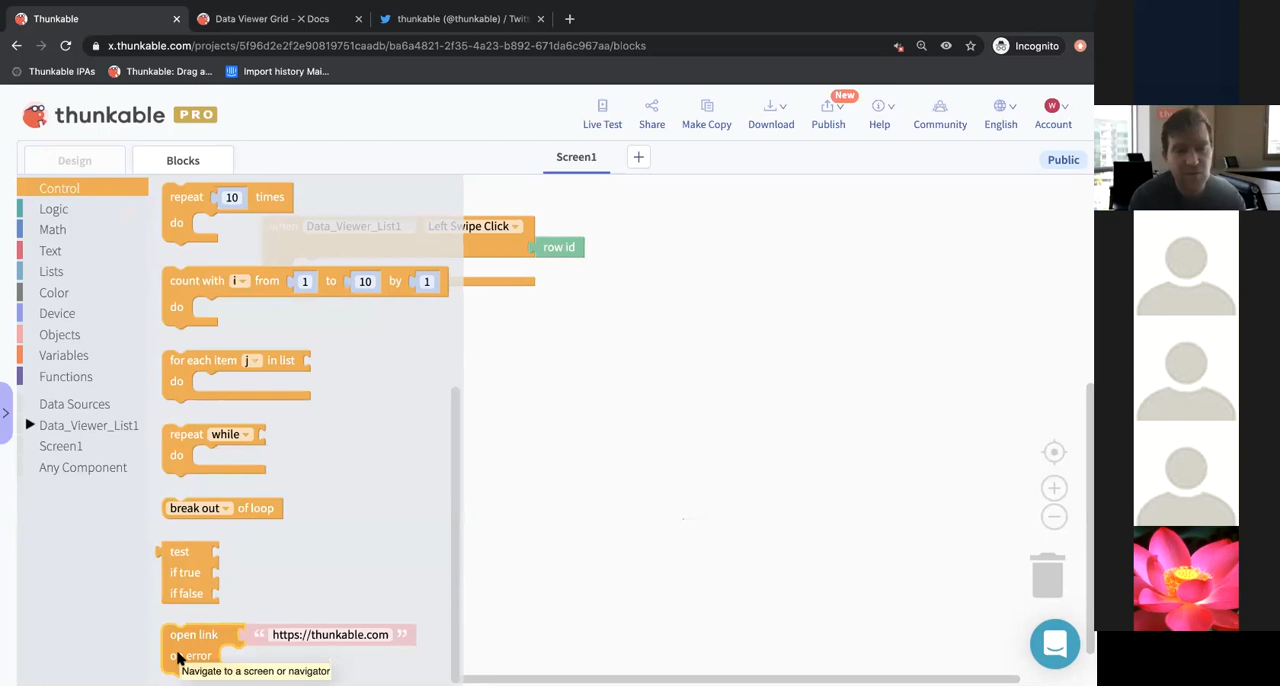 Thunkable
Data Viewer Grid - X Docs
thunkable (@thunkable) / Twitt
x.thunkable.com/projects/5f96d2e2f2e90819751caadb/ba6a4821-2f35-4a23-b892-671da6c967aa/blocks
Incognito
Thunkable IPAs
Thunkable: Drag a...
Import history Mai...
thunkable PRO
Live Test
Share
Make Copy
Download
New
Publish
Help
Community
English
W
Account
Design
Blocks
Screen1
Public
Control
Logic
Math
Text
Lists
Color
Device
Objects
Variables
Functions
Data Sources
Data_Viewer_List1
Screen1
Any Component
repeat 10 times
do
when Data_Viewer_List1 Left Swipe Click
row id
count with i from 1 to 10 by 1
do
for each item j in list
do
repeat while
do
break out of loop
test
if true
if false
open link “ https://thunkable.com ”
on error
Navigate to a screen or navigator